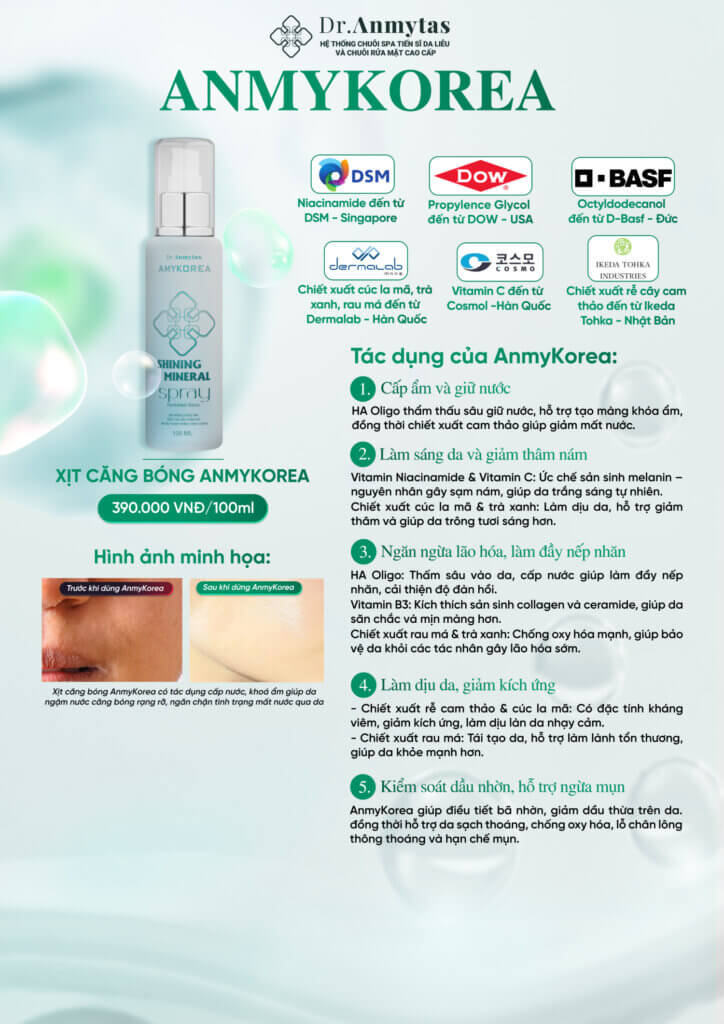 Dr.Anmytas
HỆ THỐNG CHUỖI SPA TIẾN SĨ DA LIỄU
VÀ CHUỖI RỬA MẶT CAO CẤP
ANMYKOREA
DSM
Niacinamide đến từ
DSM - Singapore
DOW
Propylence Glycol
đến từ DOW - USA
BASF
Octyldodecanol
đến từ D-Basf - Đức
dermaLab
Chiết xuất cúc la mã, trà
xanh, rau má đến từ
Dermalab - Hàn Quốc
코스모
COSMO
Vitamin C đến từ
Cosmol -Hàn Quốc
IKEDA TOHKA
INDUSTRIES
Chiết xuất rễ cây cam
thảo đến từ Ikeda
Tohka - Nhật Bản
Dr.Anmytas
AMYKOREA
SHINING
MINERAL
spray
100 ML
XỊT CĂNG BÓNG ANMYKOREA
390.000 VNĐ/100ml
Hình ảnh minh họa:
Trước khi dùng AnmyKorea
Sau khi dùng AnmyKorea
Xịt căng bóng AnmyKorea có tác dụng cấp nước, khoá ẩm giúp da
ngậm nước căng bóng rạng rỡ, ngăn chặn tình trạng mất nước qua da
Tác dụng của AnmyKorea:
1. Cấp ẩm và giữ nước
HA Oligo thẩm thấu sâu giữ nước, hỗ trợ tạo màng khóa ẩm,
đồng thời chiết xuất cam thảo giúp giảm mất nước.
2. Làm sáng da và giảm thâm nám
Vitamin Niacinamide & Vitamin C: Ức chế sản sinh melanin –
nguyên nhân gây sạm nám, giúp da trắng sáng tự nhiên.
Chiết xuất cúc la mã & trà xanh: Làm dịu da, hỗ trợ giảm
thâm và giúp da trông tươi sáng hơn.
3. Ngăn ngừa lão hóa, làm đầy nếp nhăn
HA Oligo: Thấm sâu vào da, cấp nước giúp làm đầy nếp
nhăn, cải thiện độ đàn hồi.
Vitamin B3: Kích thích sản sinh collagen và ceramide, giúp da
săn chắc và mịn màng hơn.
Chiết xuất rau má & trà xanh: Chống oxy hóa mạnh, giúp bảo
vệ da khỏi các tác nhân gây lão hóa sớm.
4. Làm dịu da, giảm kích ứng
- Chiết xuất rễ cam thảo & cúc la mã: Có đặc tính kháng
viêm, giảm kích ứng, làm dịu làn da nhạy cảm.
- Chiết xuất rau má: Tái tạo da, hỗ trợ làm lành tổn thương,
giúp da khỏe mạnh hơn.
5. Kiểm soát dầu nhờn, hỗ trợ ngừa mụn
AnmyKorea giúp điều tiết bã nhờn, giảm dầu thừa trên da.
đồng thời hỗ trợ da sạch thoáng, chống oxy hóa, lỗ chân lông
thông thoáng và hạn chế mụn.